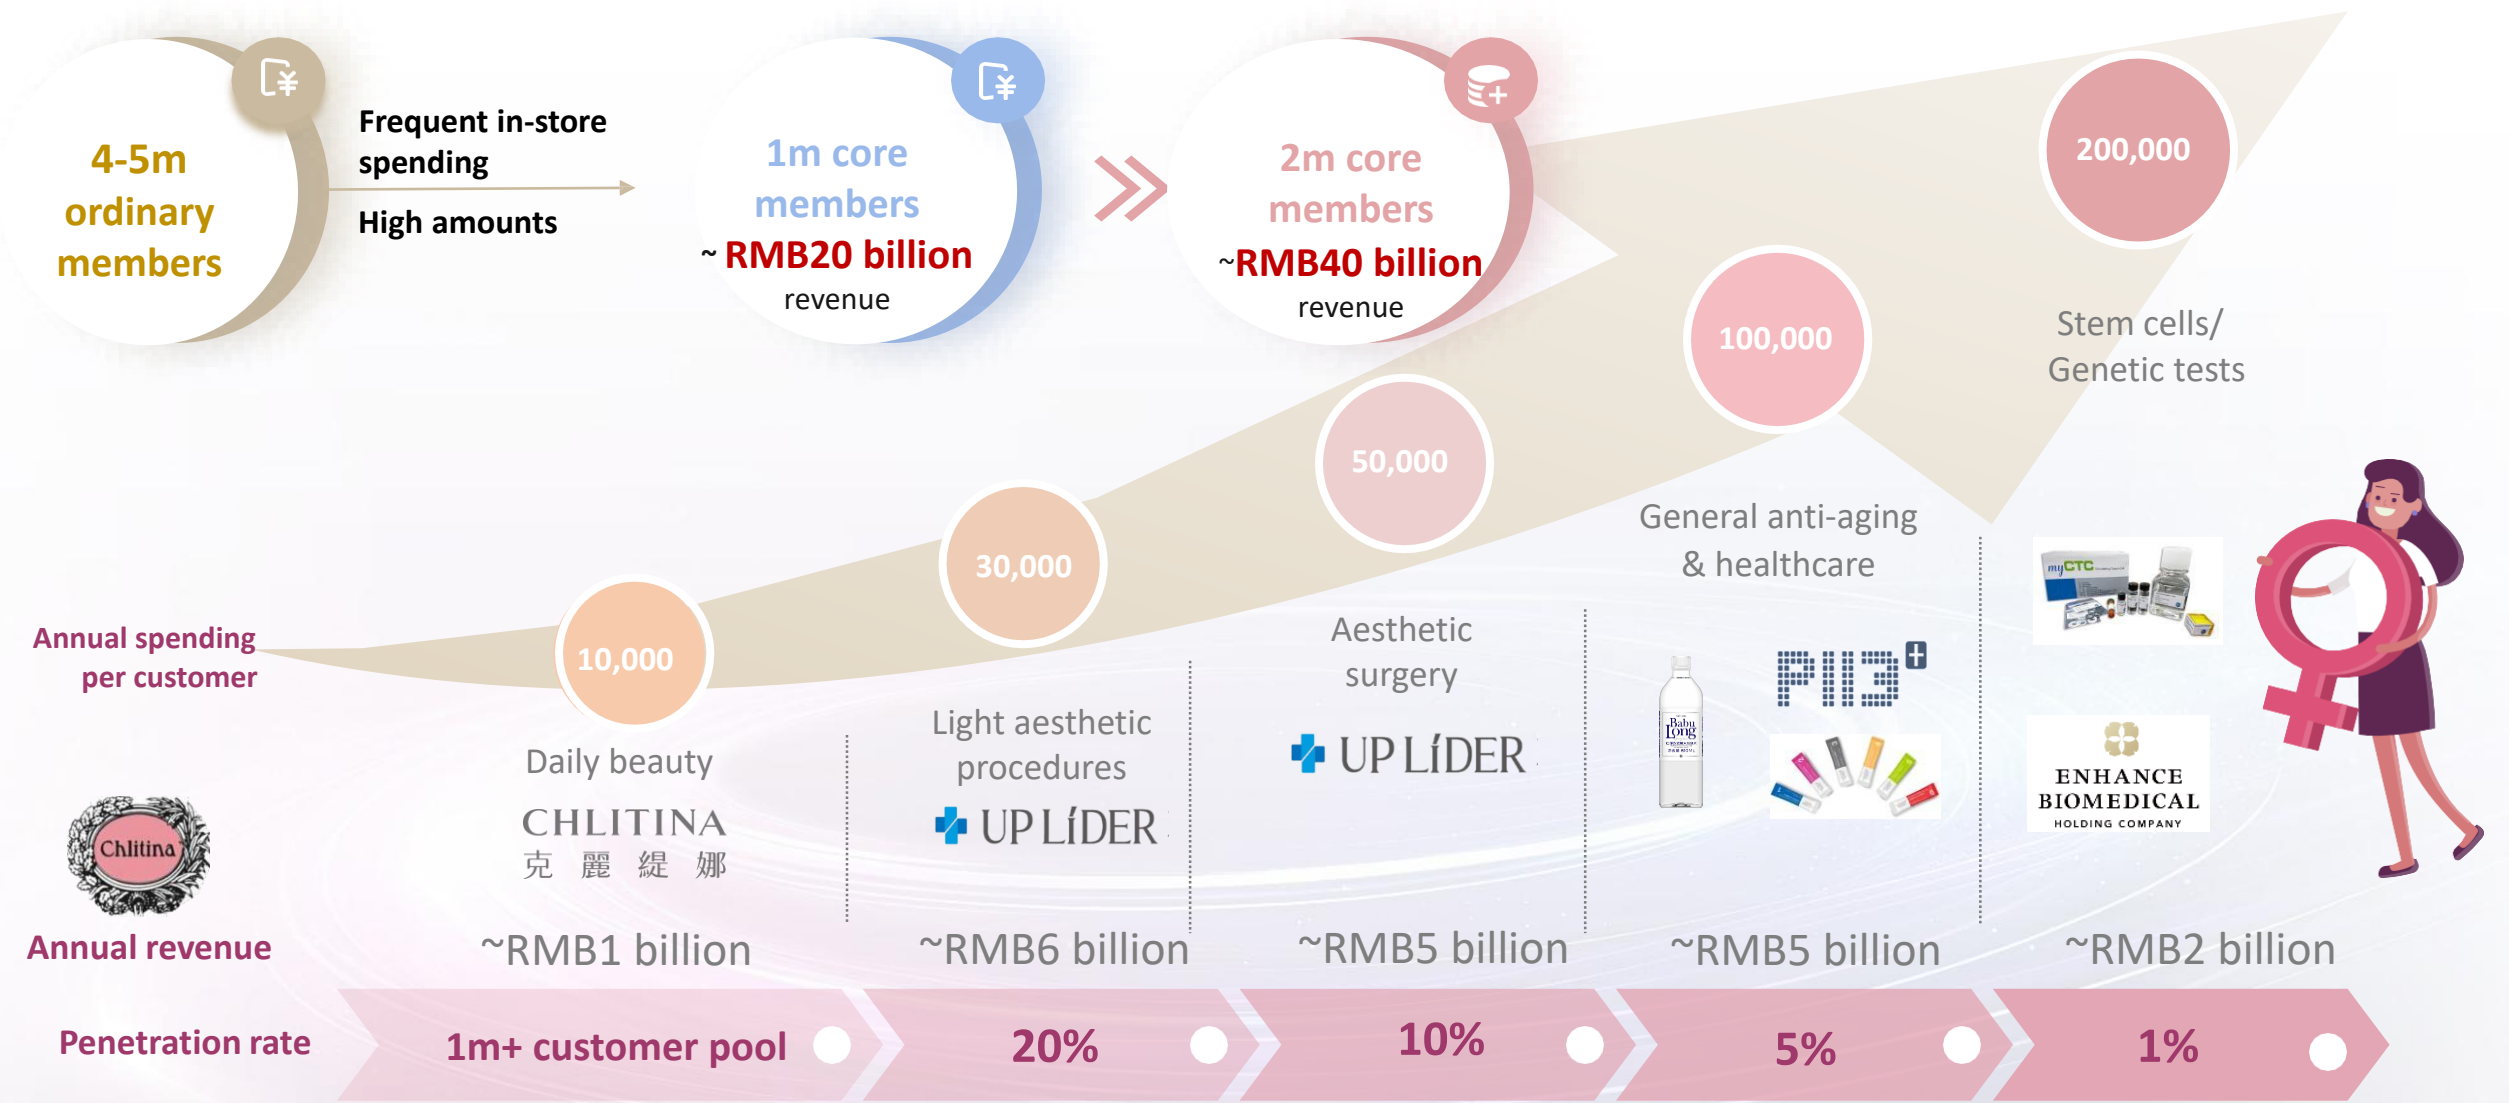 4-5m
ordinary
members
Frequent in-store
spending
High amounts
1m core
members
~ RMB20 billion
revenue
2m core
members
~RMB40 billion
revenue
200,000
100,000
50,000
30,000
10,000
Annual spending
per customer
Stem cells/
Genetic tests
General anti-aging
& healthcare
Aesthetic
surgery
Light aesthetic
procedures
Daily beauty
CHLITINA
克麗緹娜
UP LÍDER
UP LÍDER
Babu
Long
P113+
myCTC
ENHANCE
BIOMEDICAL
HOLDING COMPANY
Chlitina
Annual revenue
~RMB1 billion
~RMB6 billion
~RMB5 billion
~RMB5 billion
~RMB2 billion
Penetration rate
1m+ customer pool
20%
10%
5%
1%